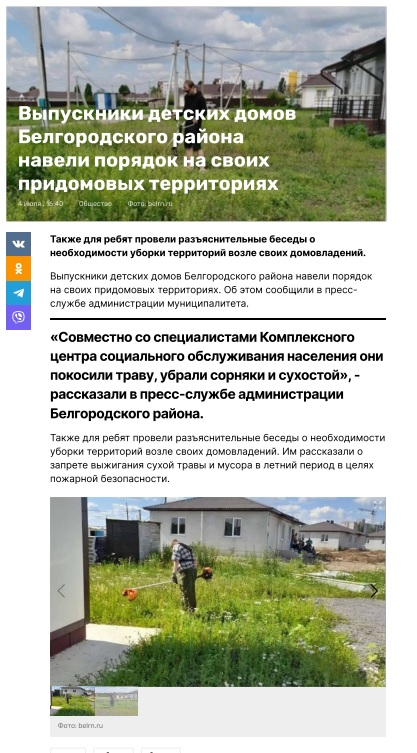 Выпускники детских домов
Белгородского района
навели порядок на своих
придомовых территориях
4 июля, 16:40 Общество Фото: belrn.ru
Также для ребят провели разъяснительные беседы о
необходимости уборки территорий возле своих домовладений.
Выпускники детских домов Белгородского района навели порядок
на своих придомовых территориях. Об этом сообщили в пресс-
службе администрации муниципалитета.
«Совместно со специалистами Комплексного
центра социального обслуживания населения они
покосили траву, убрали сорняки и сухостой», -
рассказали в пресс-службе администрации
Белгородского района.
Также для ребят провели разъяснительные беседы о необходимости
уборки территорий возле своих домовладений. Им рассказали о
запрете выжигания сухой травы и мусора в летний период в целях
пожарной безопасности.
Фото: belrn.ru